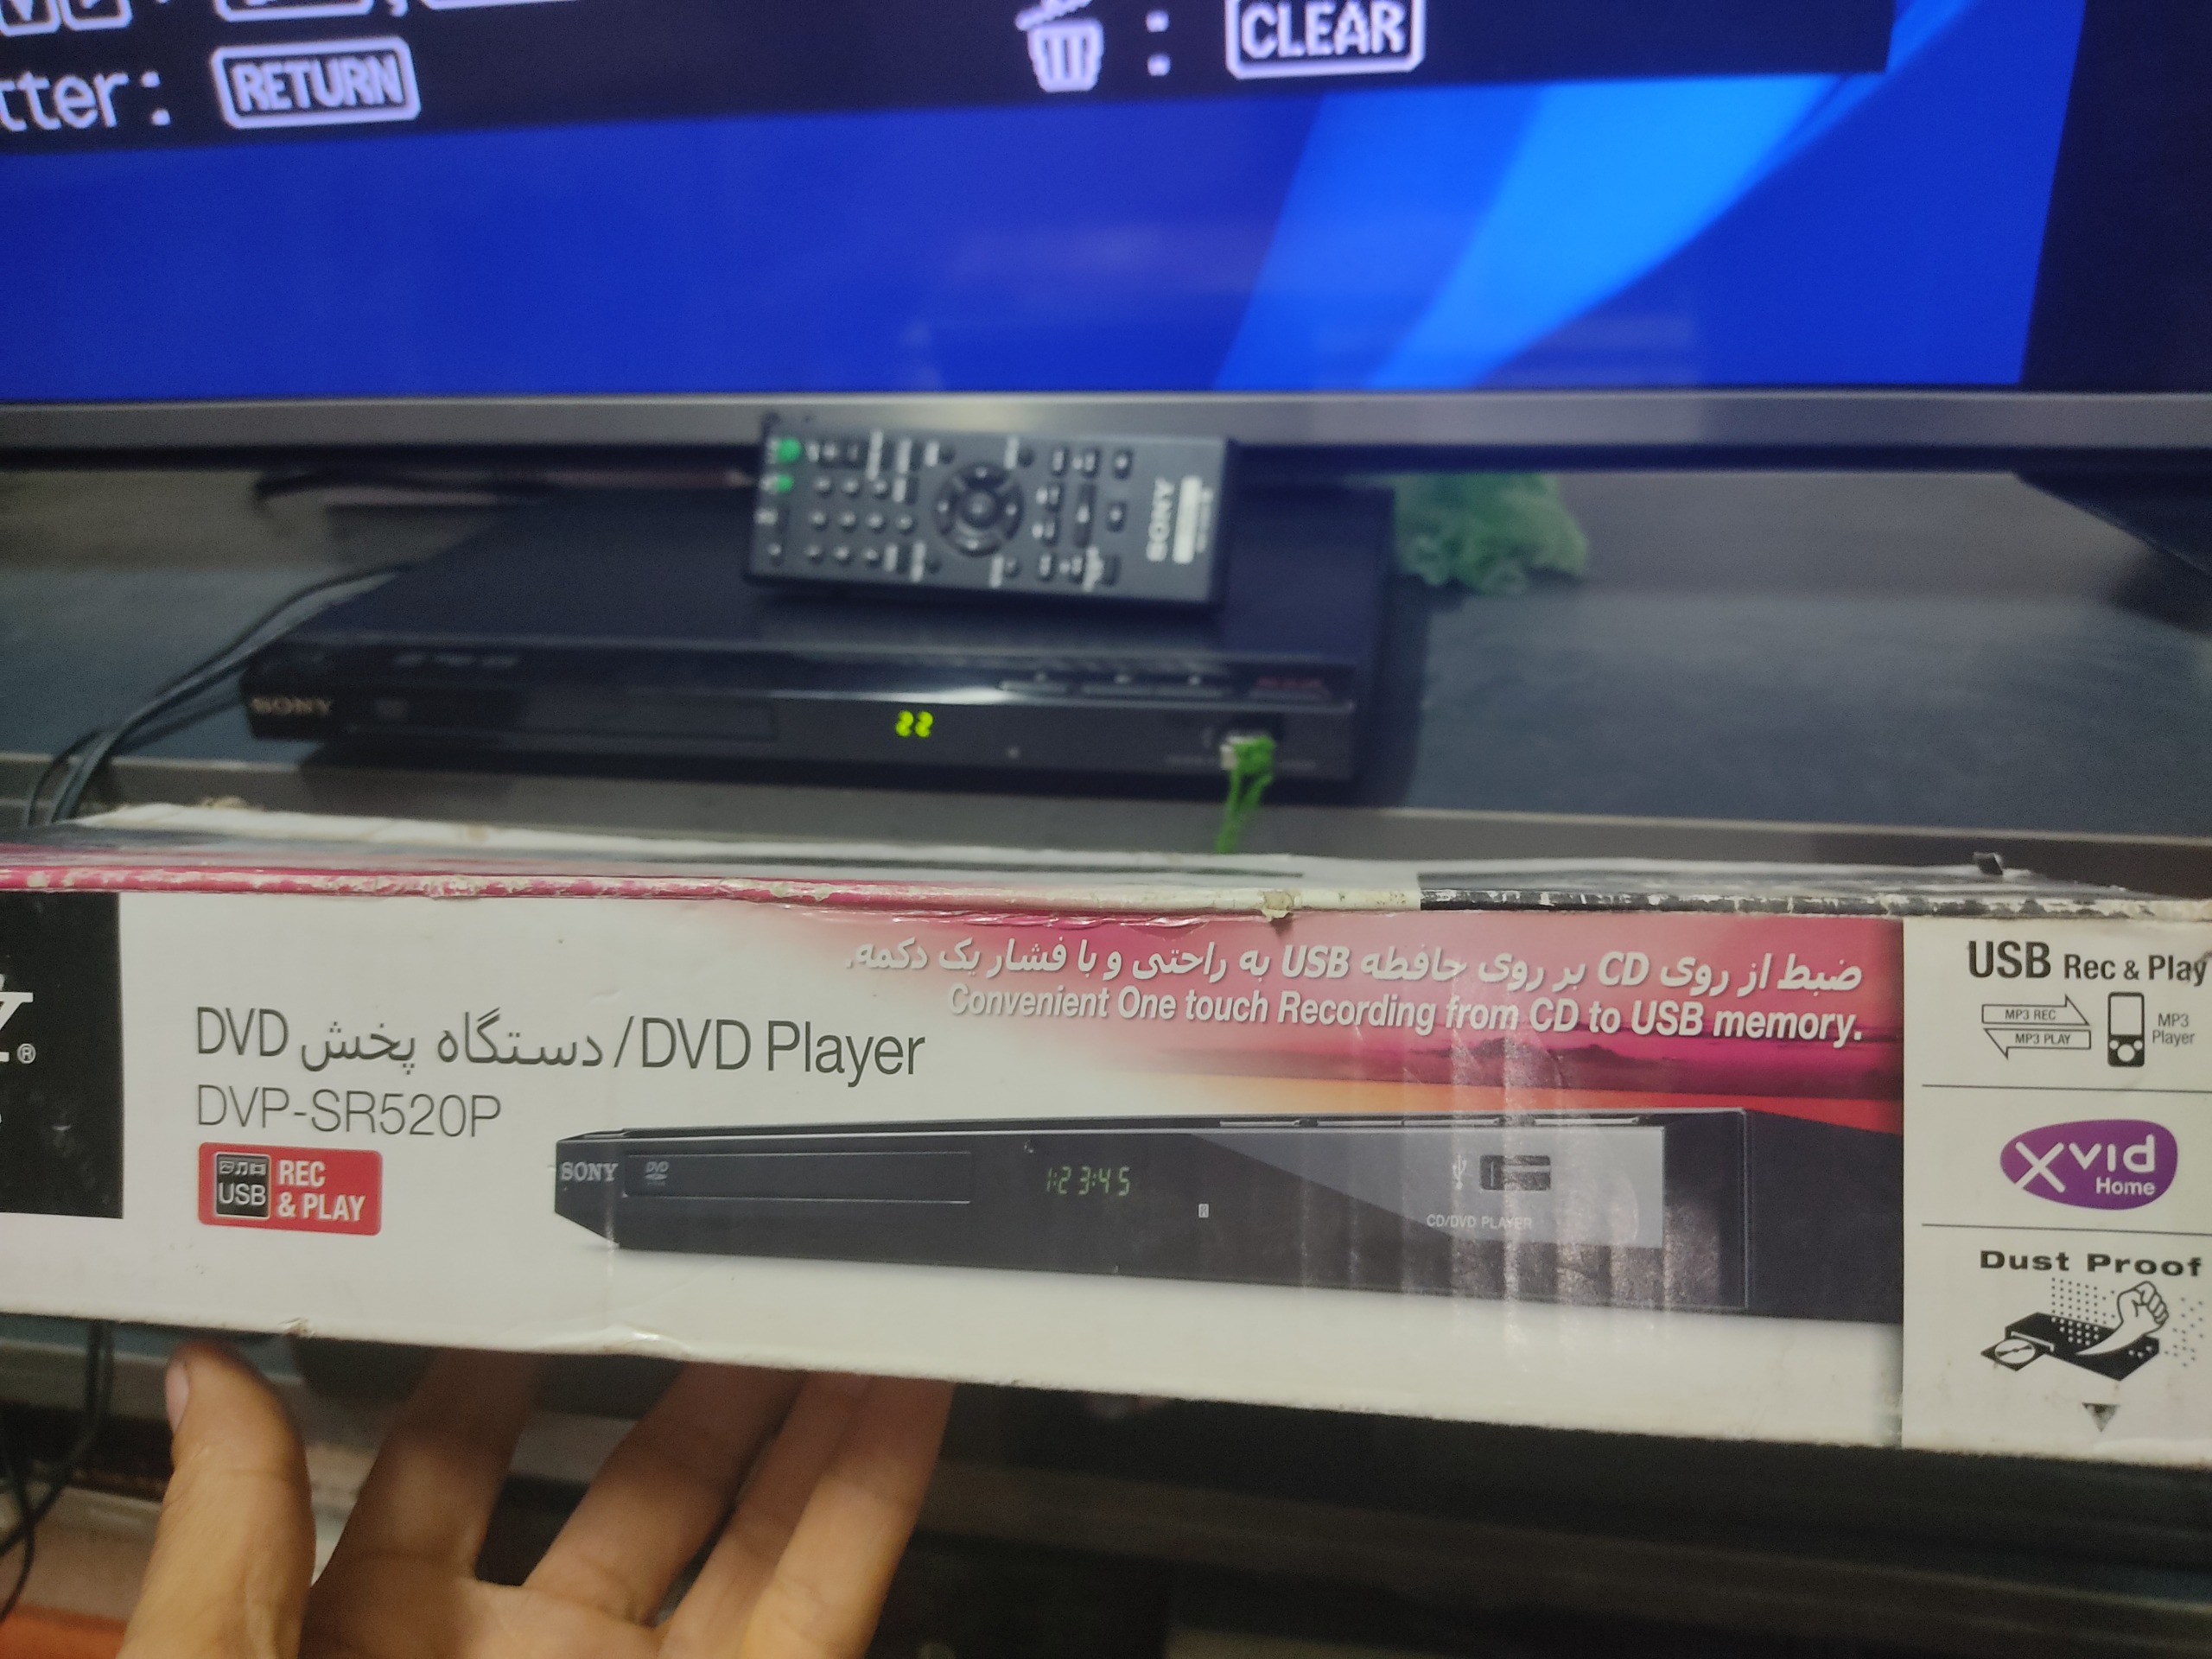 : CLEAR
tter: RETURN
SONY
SONY
22
ضبط از روی CD بر روی حافظه USB به راحتی و با فشار یک دکمه.
Convenient One touch Recording from CD to USB memory.
دستگاه پخش DVD/DVD Player
DVP-SR520P
USB REC & PLAY
SONY
DVD
1:23:45
CD/DVD PLAYER
USB Rec & Play
MP3 REC
MP3 PLAY
MP3 Player
Xvid
Home
Dust Proof